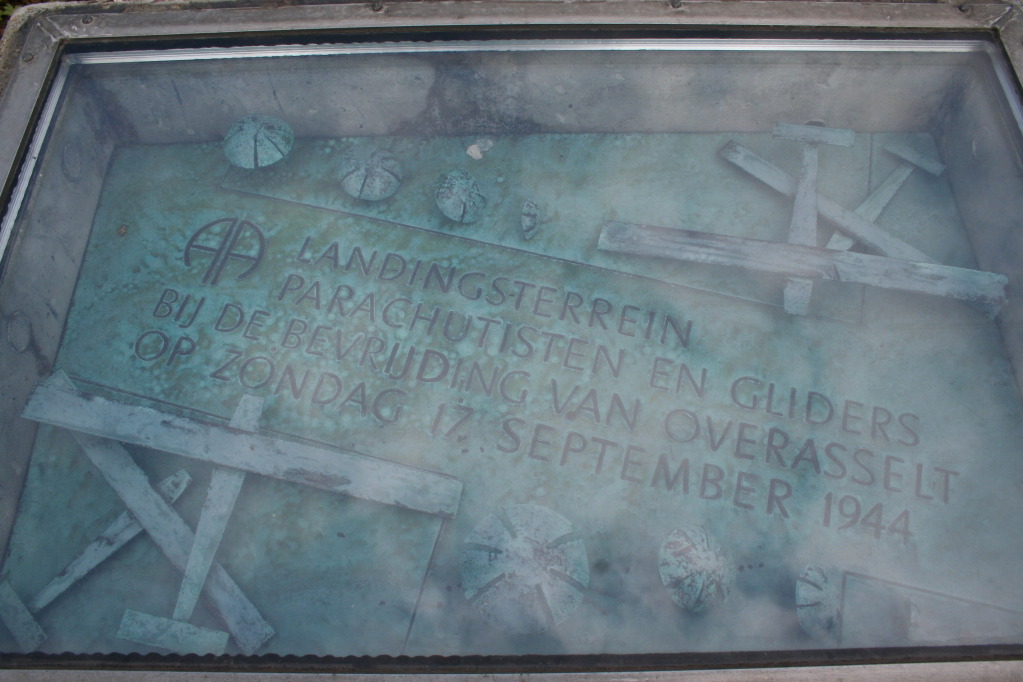 AA LANDINGSTERREIN
PARACHUTISTEN EN GLIDERS
BIJ DE BEVRIJDING VAN OVERASSELT
OP ZONDAG 17. SEPTEMBER 1944